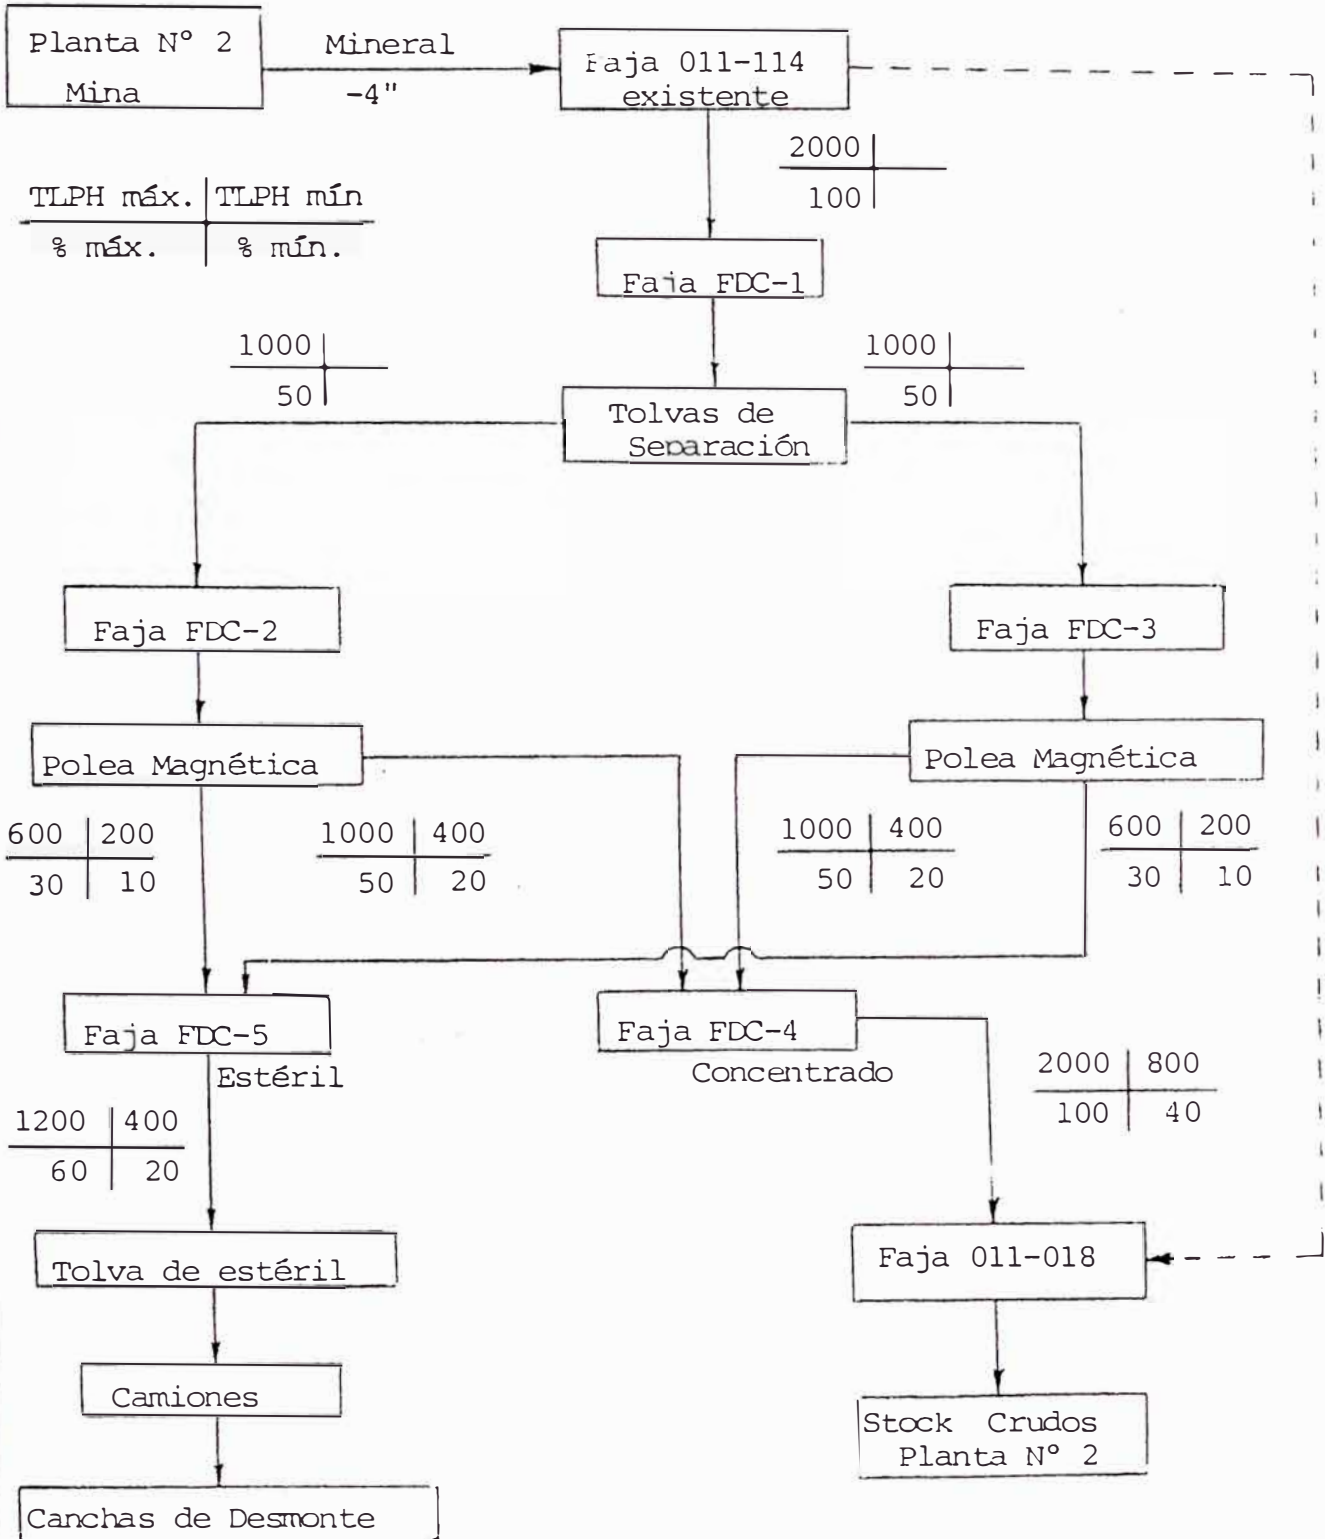 Planta N° 2
Mina
Mineral
-4"
Faja 011-114
existente
2000
100
TLPH máx. TLPH mín
% máx. % mín.
Faja FDC-1
1000
50
1000
50
Tolvas de
Separación
Faja FDC-2
Faja FDC-3
Polea Magnética
Polea Magnética
600 200
30 10
1000 400
50 20
1000 400
50 20
600 200
30 10
Faja FDC-5
Estéril
Faja FDC-4
Concentrado
1200 400
60 20
2000 800
100 40
Tolva de estéril
Faja 011-018
Camiones
Stock Crudos
Planta N° 2
Canchas de Desmonte